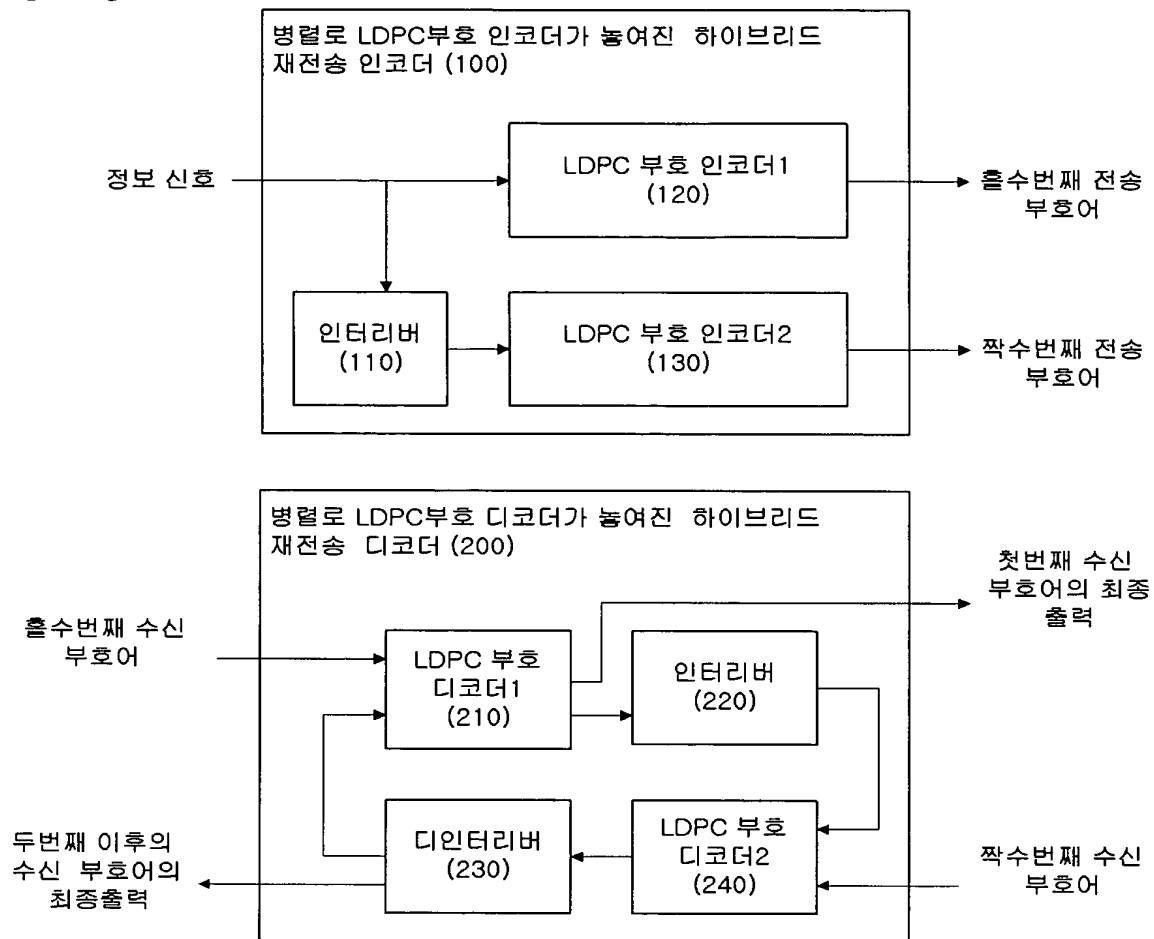 병렬로 LDPC부호 인코더가 놓여진 하이브리드
재전송 인코더 (100)
정보 신호
LDPC 부호 인코더1
(120)
홀수번째 전송
부호어
인터리버
(110)
LDPC 부호 인코더2
(130)
짝수번째 전송
부호어
병렬로 LDPC부호 디코더가 놓여진 하이브리드
재전송 디코더 (200)
첫번째 수신
부호어의 최종
출력
홀수번째 수신
부호어
LDPC 부호
디코더1
(210)
인터리버
(220)
두번째 이후의
수신 부호어의
최종출력
디인터리버
(230)
LDPC 부호
디코더2
(240)
짝수번째 수신
부호어